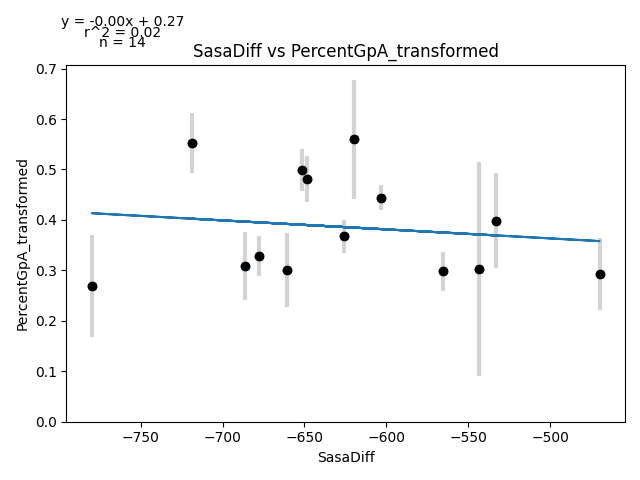 y = -0.00x + 0.27
r^2 = 0.02
n = 14
SasaDiff vs PercentGpA_transformed
0.7
0.6
0.5
0.4
0.3
0.2
0.1
0.0
PercentGpA_transformed
−750
−700
−650
−600
−550
−500
SasaDiff